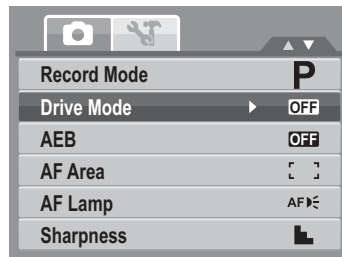 Record Mode P
Drive Mode OFF
AEB OFF
AF Area
AF Lamp AF
Sharpness